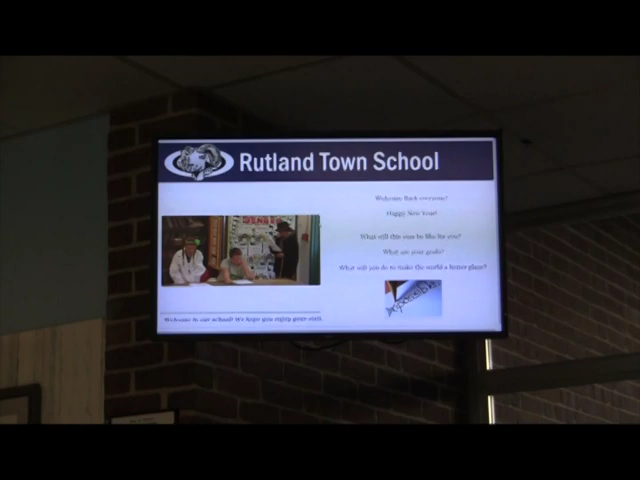 Rutland Town School
Welcome Back everyone!
Happy New Year!
What will this year be like for you?
What are your goals?
What will you do to make the world a better place?
Welcome to our school! We hope you enjoy your visit.